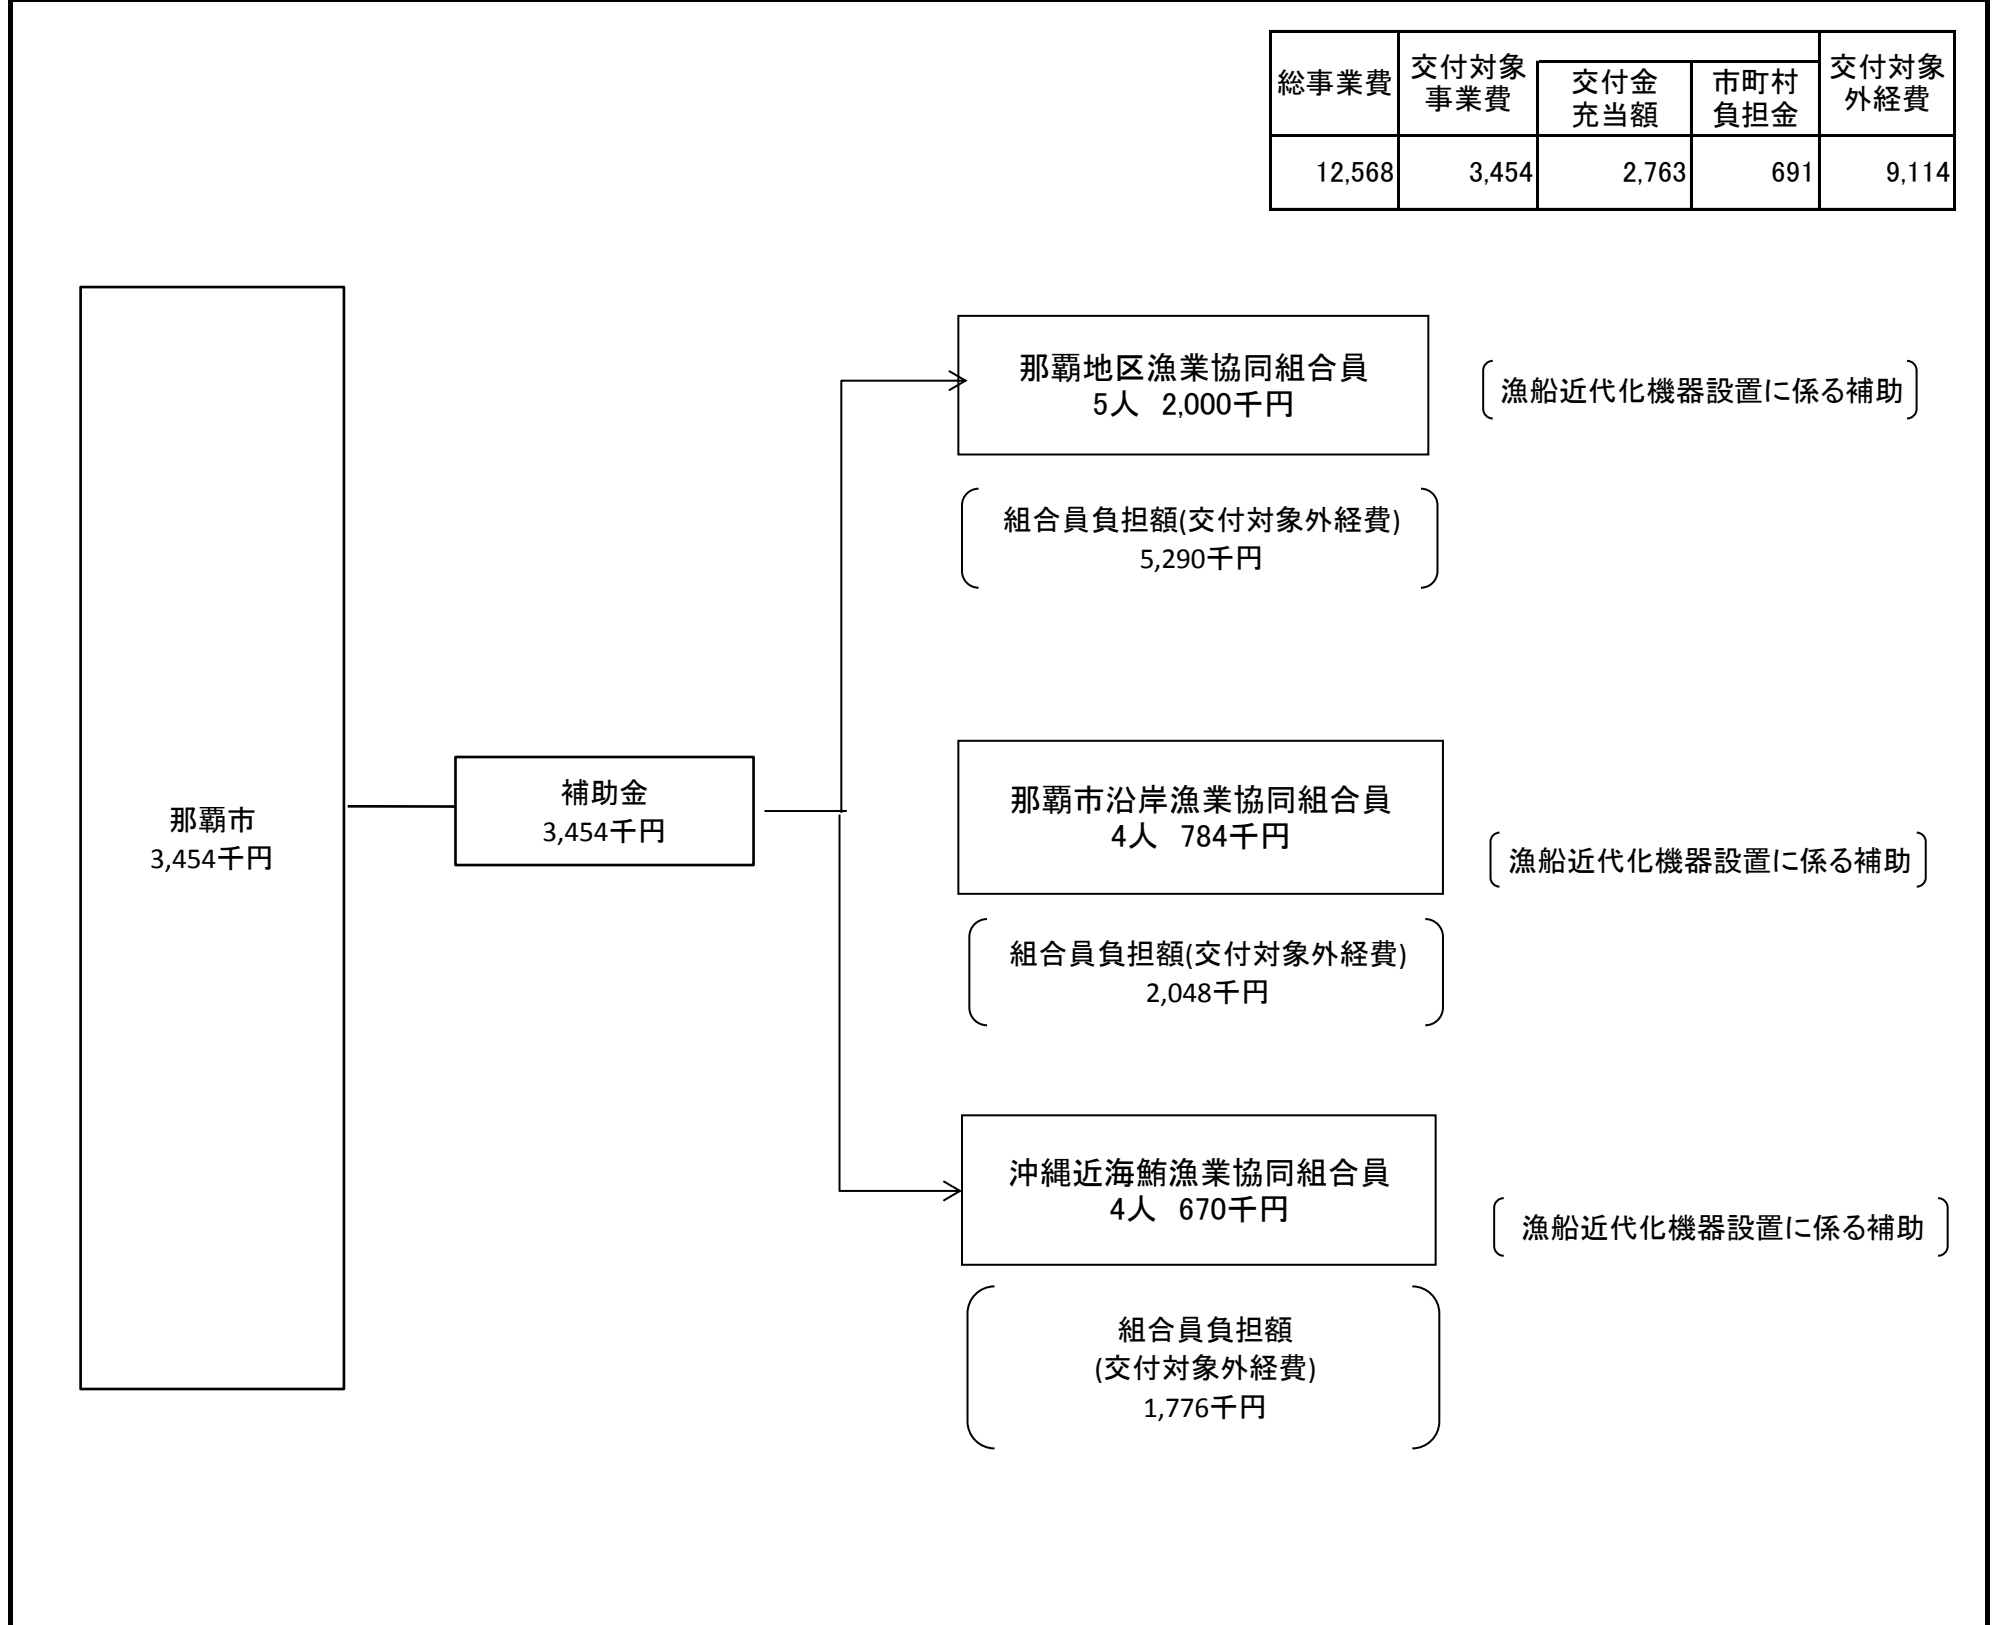 総事業費
交付対象
事業費
交付金
充当額
市町村
負担金
交付対象
外経費
12,568 3,454 2,763 691 9,114
那覇地区漁業協同組合員
5人 2,000千円
漁船近代化機器設置に係る補助
組合員負担額(交付対象外経費)
5,290千円
那覇市
3,454千円
補助金
3,454千円
那覇市沿岸漁業協同組合員
4人 784千円
漁船近代化機器設置に係る補助
組合員負担額(交付対象外経費)
2,048千円
沖縄近海鮪漁業協同組合員
4人 670千円
漁船近代化機器設置に係る補助
組合員負担額
(交付対象外経費)
1,776千円